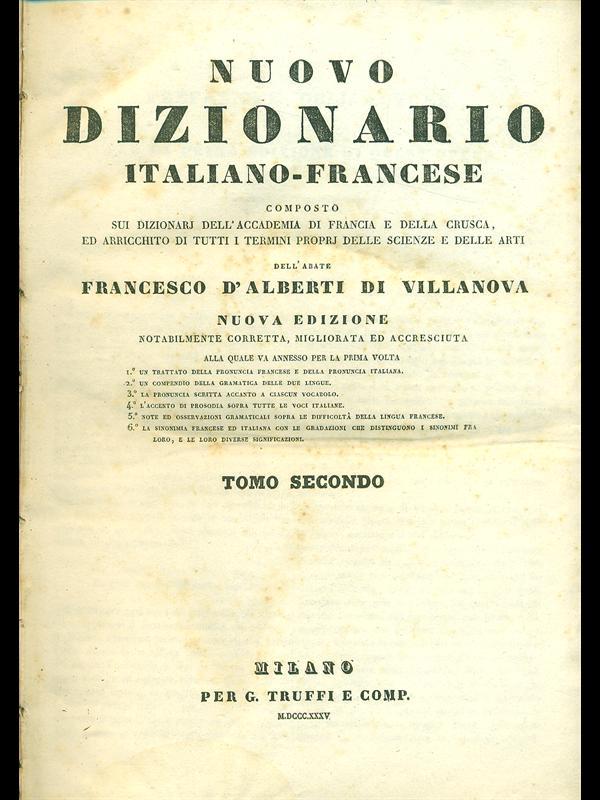 NUOVO
DIZIONARIO
ITALIANO-FRANCESE
COMPOSTO
SUI DIZIONARJ DELL'ACCADEMIA DI FRANCIA E DELLA CRUSCA,
ED ARRICCHITO DI TUTTI I TERMINI PROPRJ DELLE SCIENZE E DELLE ARTI
DELL'ABATE
FRANCESCO D'ALBERTI DI VILLANOVA
NUOVA EDIZIONE
NOTABILMENTE CORRETTA, MIGLIORATA ED ACCRESCIUTA
ALLA QUALE VA ANNESSO PER LA PRIMA VOLTA
1.º UN TRATTATO DELLA PRONUNCIA FRANCESE E DELLA PRONUNCIA ITALIANA.
2.º UN COMPENDIO DELLA GRAMATICA DELLE DUE LINGUE.
3.º LA PRONUNCIA SCRITTA ACCANTO A CIASCUN VOCABOLO.
4.º L'ACCENTO DI PROSODIA SOPRA TUTTE LE VOCI ITALIANE.
5.º NOTE ED OSSERVAZIONI GRAMATICALI SOPRA LE DIFFICOLTÀ DELLA LINGUA FRANCESE.
6.º LA SINONIMIA FRANCESE ED ITALIANA CON LE GRADAZIONI CHE DISTINGUONO I SINONIMI FRA
LORO, E LE LORO DIVERSE SIGNIFICAZIONI.
TOMO SECONDO
MILANO
PER G. TRUFFI E COMP.
M.DCCC.XXXV